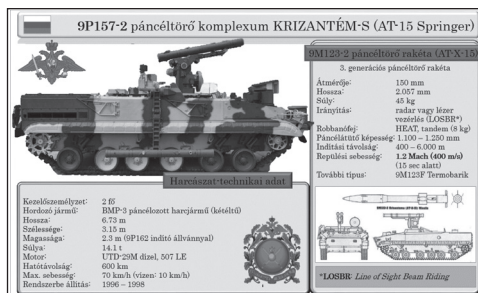 9P157-2 páncéltörő komplexum KRIZANTÉM-S (AT-15 Springer)
9M123-2 páncéltörő rakéta (AT-X-15)
3. generációs páncéltörő rakéta
Átmérője: 150 mm
Hossza: 2.057 mm
Súly: 45 kg
Irányítás: radar vagy lézer
vezérlés (LOSBR*)
Robbanófej: HEAT, tandem (8 kg)
Páncélátütő képesség: 1.100 – 1.250 mm
Indítási távolság: 400 – 6.000 m
Repülési sebesség: 1.2 Mach (400 m/s)
(15 sec alatt)
További típus: 9M123F Termobarik
Harcászat-technikai adat
Kezelőszemélyzet: 2 fő
Hordozó jármű: BMP-3 páncélozott harcjármű (kétéltű)
Hossza: 6.73 m
Szélessége: 3.15 m
Magassága: 2.3 m (9P162 indító állvánnyal)
Súlya: 14.1 t
Motor: UTD-29M dízel, 507 LE
Hatótávolság: 600 km
Max. sebesség: 70 km/h (vízen: 10 km/h)
Rendszerbe állítás: 1996 – 1998
*LOSBR: Line of Sight Beam Riding